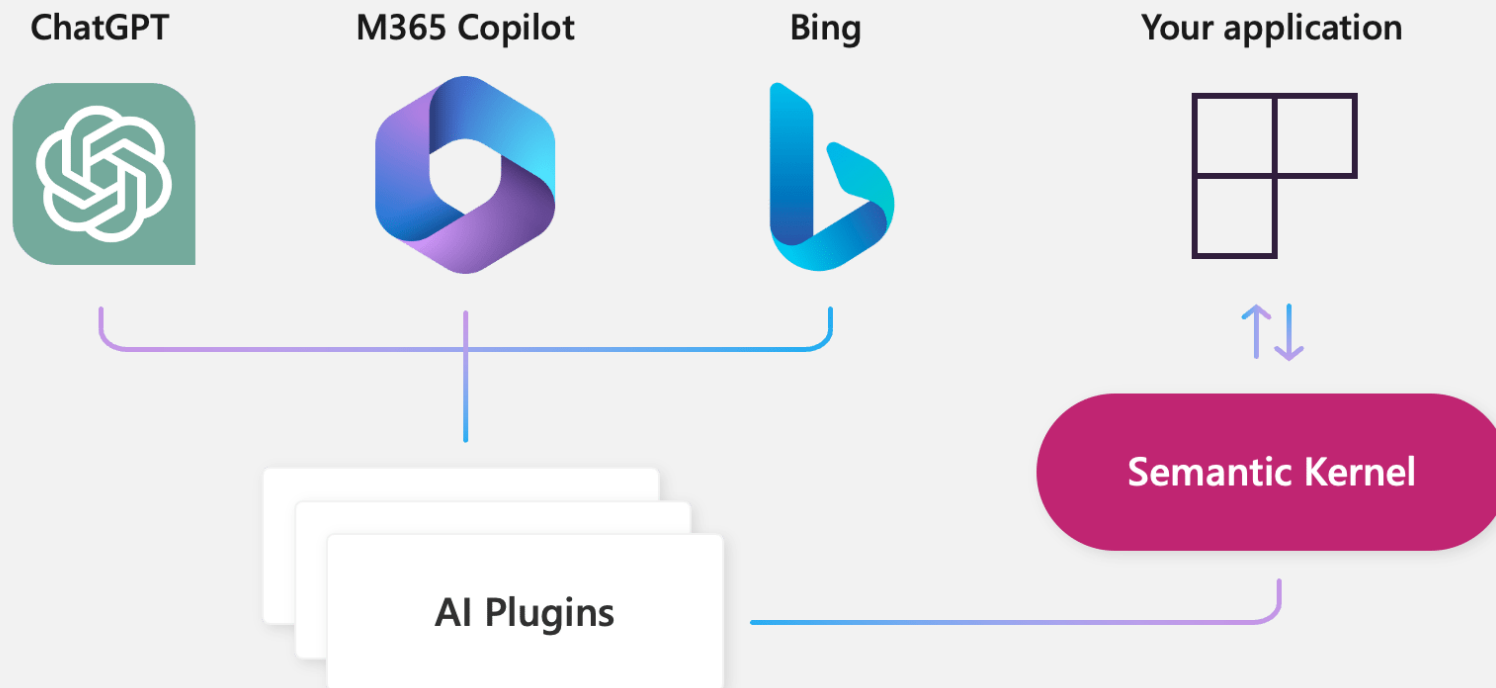 ChatGPT
M365 Copilot
Bing
Your application
Semantic Kernel
AI Plugins